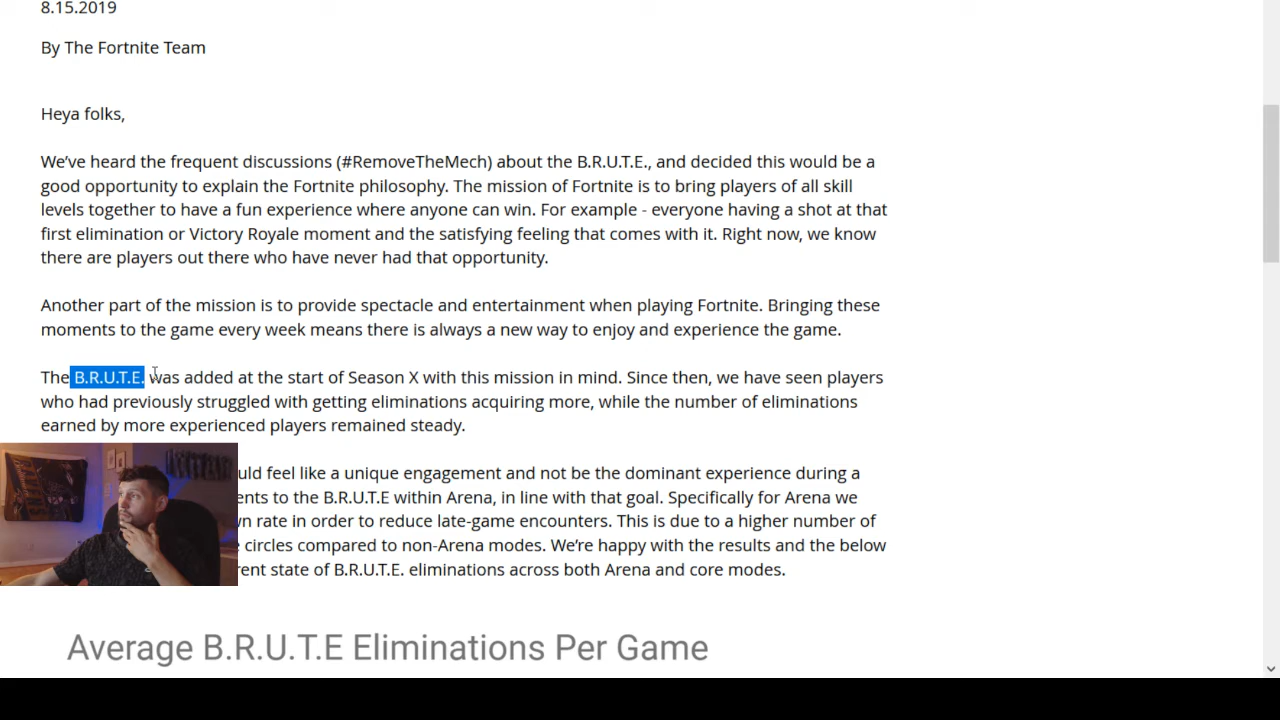 8.15.2019
By The Fortnite Team
Heya folks,
We’ve heard the frequent discussions (#RemoveTheMech) about the B.R.U.T.E., and decided this would be a
good opportunity to explain the Fortnite philosophy. The mission of Fortnite is to bring players of all skill
levels together to have a fun experience where anyone can win. For example - everyone having a shot at that
first elimination or Victory Royale moment and the satisfying feeling that comes with it. Right now, we know
there are players out there who have never had that opportunity.
Another part of the mission is to provide spectacle and entertainment when playing Fortnite. Bringing these
moments to the game every week means there is always a new way to enjoy and experience the game.
The B.R.U.T.E. was added at the start of Season X with this mission in mind. Since then, we have seen players
who had previously struggled with getting eliminations acquiring more, while the number of eliminations
earned by more experienced players remained steady.
uld feel like a unique engagement and not be the dominant experience during a
ents to the B.R.U.T.E within Arena, in line with that goal. Specifically for Arena we
n rate in order to reduce late-game encounters. This is due to a higher number of
circles compared to non-Arena modes. We’re happy with the results and the below
rent state of B.R.U.T.E. eliminations across both Arena and core modes.
Average B.R.U.T.E Eliminations Per Game